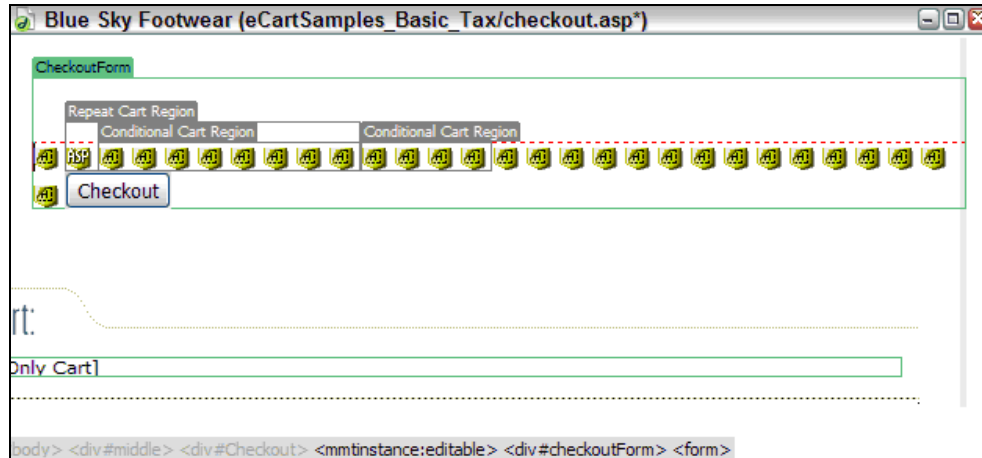 Blue Sky Footwear (eCartSamples_Basic_Tax/checkout.asp*)
CheckoutForm
Repeat Cart Region
Conditional Cart Region Conditional Cart Region
ASP
Checkout
rt:
Only Cart]
body> <div#middle> <div#Checkout> <mmtinstance:editable> <div#checkoutForm> <form>